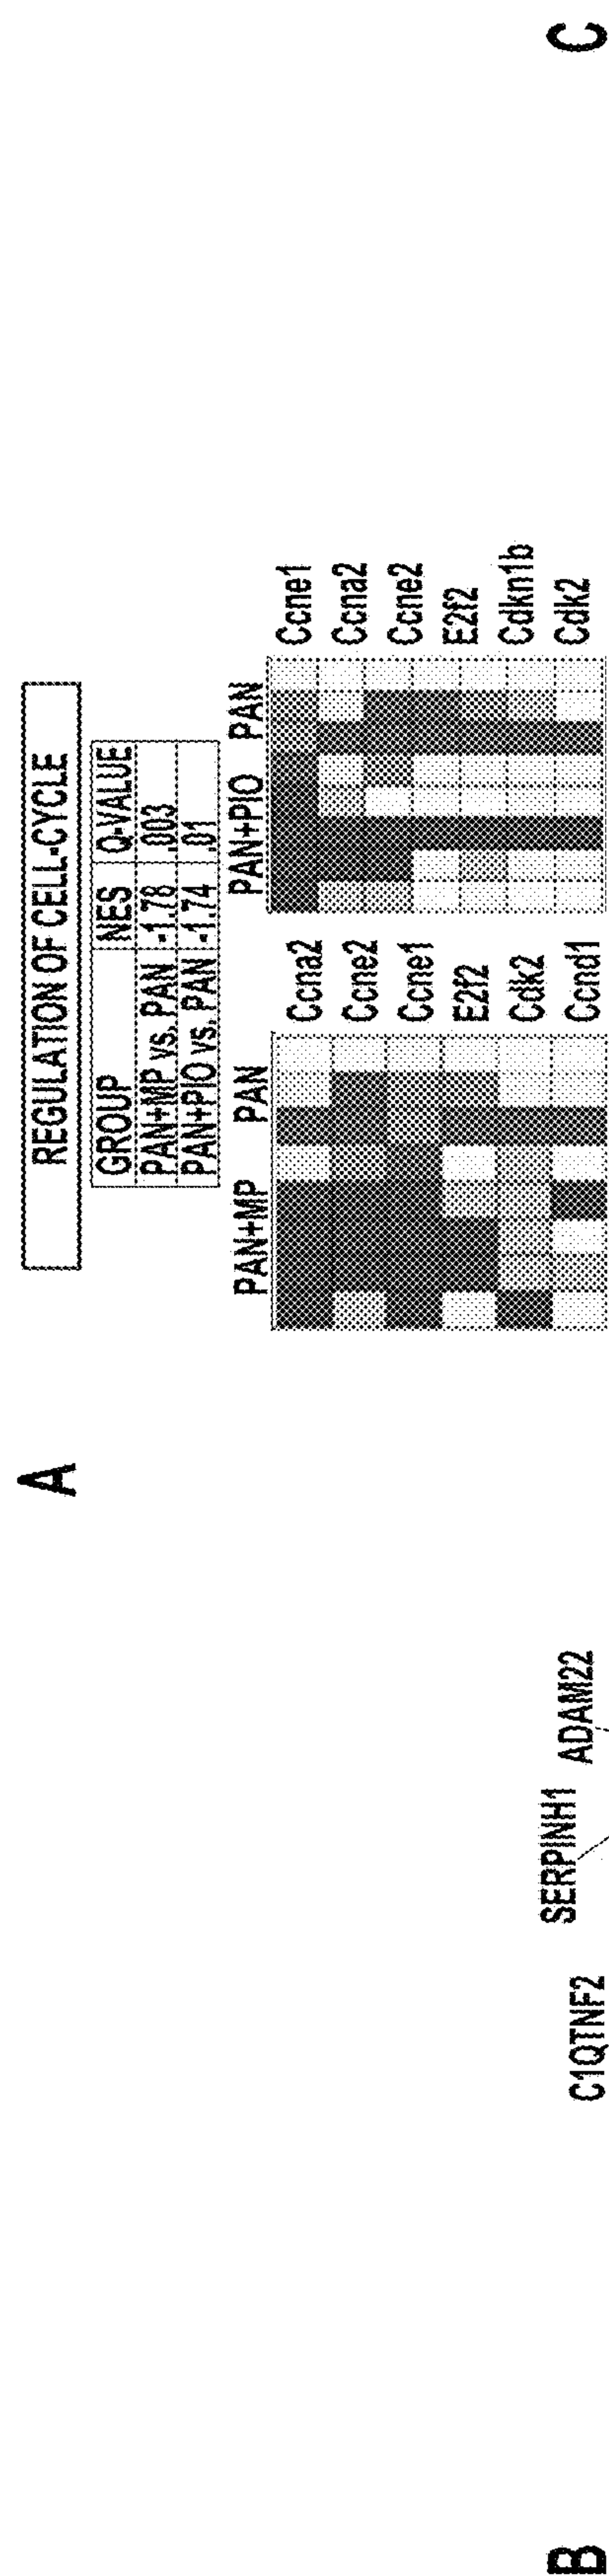 A
REGULATION OF CELL-CYCLE
GROUP NES Q-VALUE
PAN+MP vs. PAN -1.78 .003
PAN+PIO vs. PAN -1.74 .01
PAN+MP PAN
Ccna2
Ccne2
Ccne1
E2f2
Cdk2
Ccnd1
PAN+PIO PAN
Ccne1
Ccna2
Ccne2
E2f2
Cdkn1b
Cdk2
B
C1QTNF2
SERPINH1
ADAM22
C